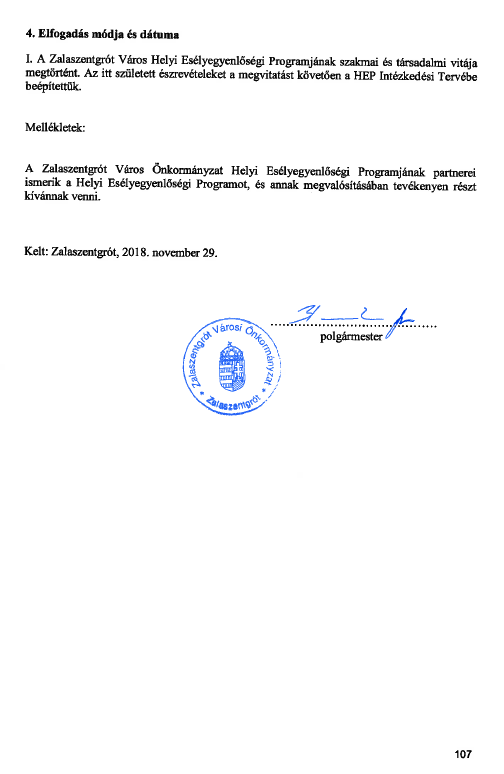 4. Elfogadás módja és dátuma
I. A Zalaszentgrót Város Helyi Esélyegyenlőségi Programjának szakmai és társadalmi vitája
megtörtént. Az itt született észrevételeket a megvitatást követően a HEP Intézkedési Tervébe
beépítettük.
Mellékletek:
A Zalaszentgrót Város Önkormányzat Helyi Esélyegyenlőségi Programjának partnerei
ismerik a Helyi Esélyegyenlőségi Programot, és annak megvalósításában tevékenyen részt
kívánnak venni.
Kelt: Zalaszentgrót, 2018. november 29.
polgármester
Zalaszentgrót Városi Önkormányzat
* Zalaszentgrót *
107